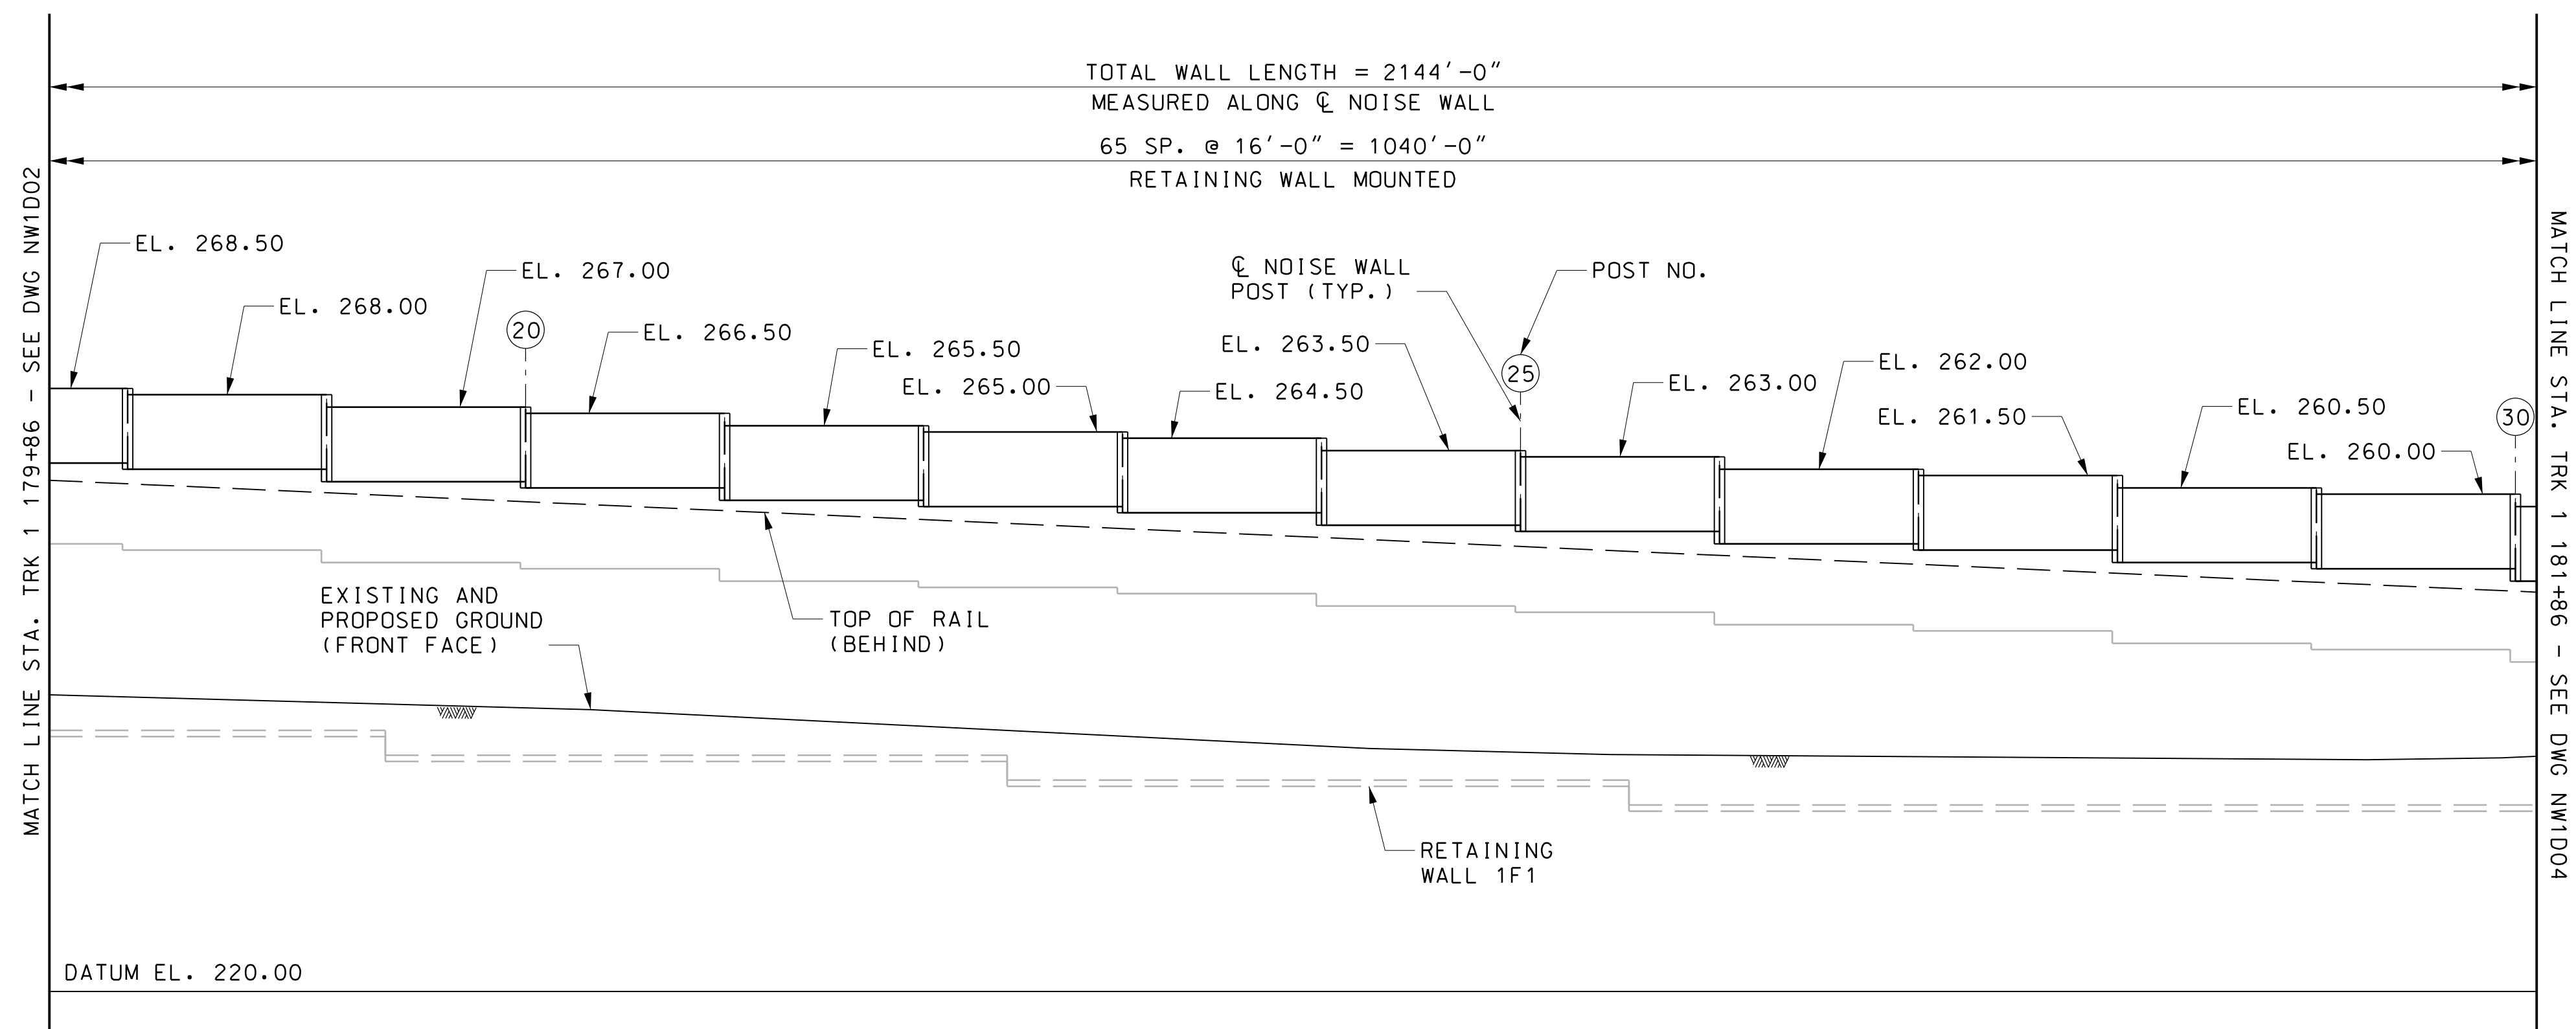 TOTAL WALL LENGTH = 2144'-0"
MEASURED ALONG ℄ NOISE WALL
65 SP. @ 16'-0" = 1040'-0"
RETAINING WALL MOUNTED
MATCH LINE STA. TRK 1 179+86 - SEE DWG NW1D02
MATCH LINE STA. TRK 1 181+86 - SEE DWG NW1D04
EL. 268.50
EL. 268.00
EL. 267.00
20
EL. 266.50
EL. 265.50
EL. 265.00
EL. 264.50
℄ NOISE WALL
POST (TYP.)
POST NO.
EL. 263.50
25
EL. 263.00
EL. 262.00
EL. 261.50
EL. 260.50
EL. 260.00
30
EXISTING AND
PROPOSED GROUND
(FRONT FACE)
TOP OF RAIL
(BEHIND)
RETAINING
WALL 1F1
DATUM EL. 220.00